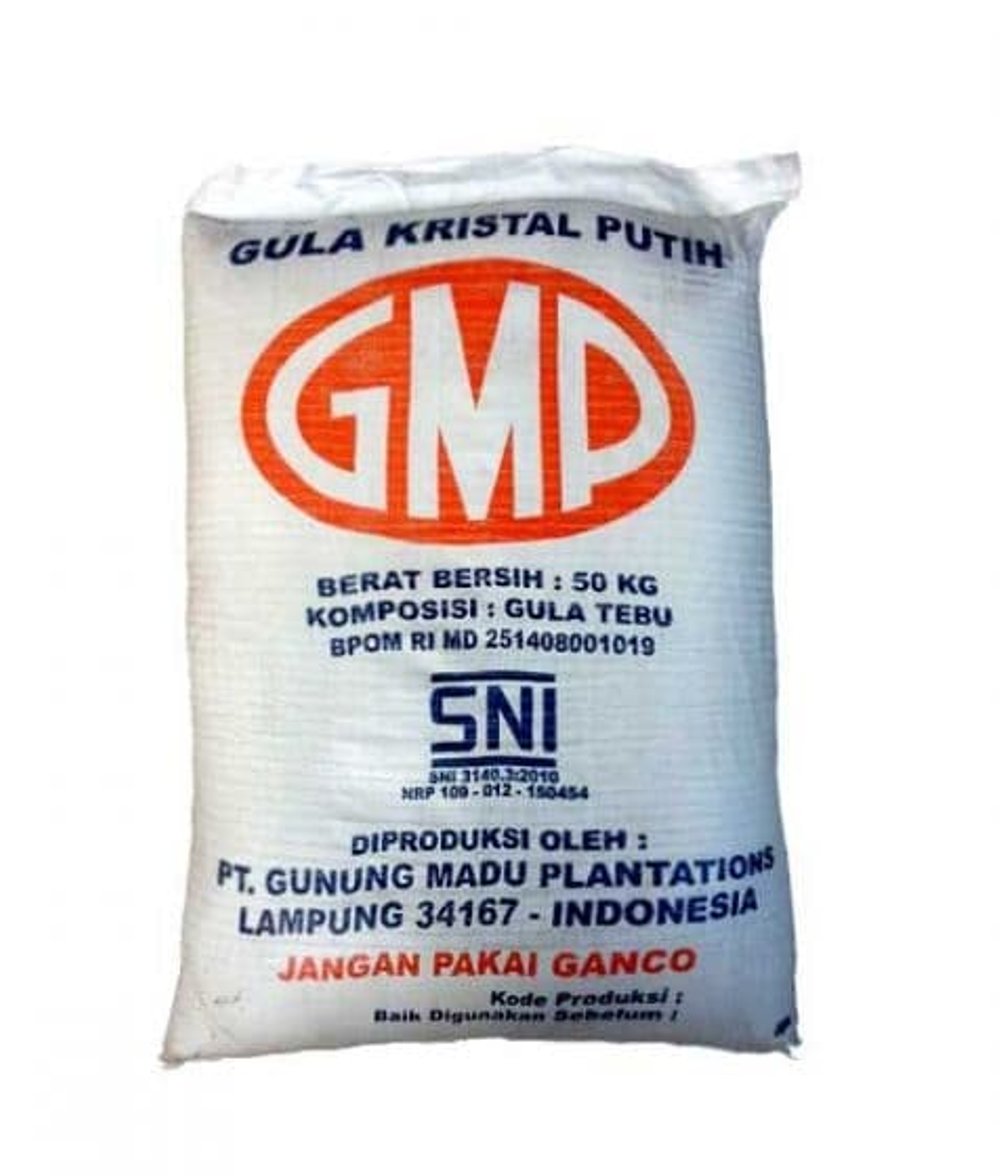 GULA KRISTAL PUTIH
GMP
BERAT BERSIH : 50 KG
KOMPOSISI : GULA TEBU
BPOM RI MD 251408001019
SNI
SNI 3140.3:2010
NRP 109 - 012 - 150454
DIPRODUKSI OLEH :
PT. GUNUNG MADU PLANTATIONS
LAMPUNG 34167 - INDONESIA
JANGAN PAKAI GANCO
Kode Produksi :
Baik Digunakan Sebelum :